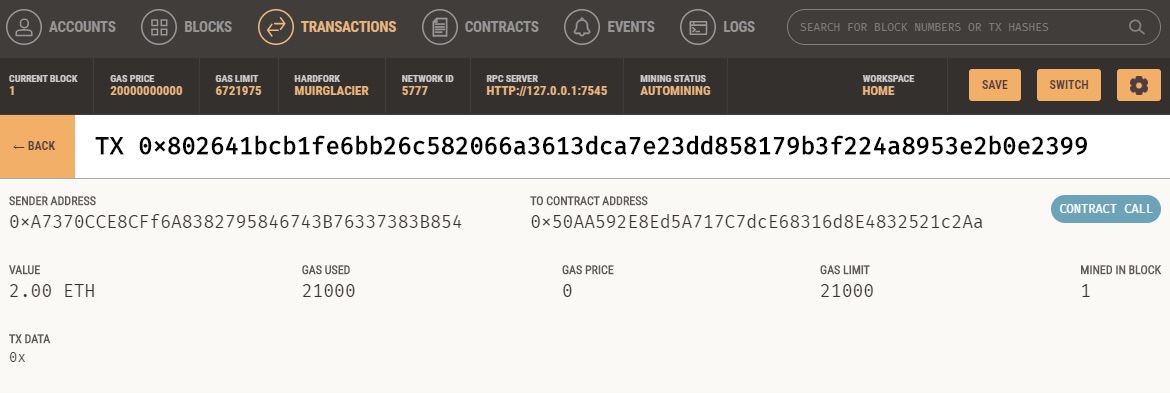 ACCOUNTS BLOCKS TRANSACTIONS CONTRACTS EVENTS LOGS SEARCH FOR BLOCK NUMBERS OR TX HASHES
CURRENT BLOCK GAS PRICE GAS LIMIT HARDFORK NETWORK ID RPC SERVER MINING STATUS WORKSPACE
1 20000000000 6721975 MUIRGLACIER 5777 HTTP://127.0.0.1:7545 AUTOMINING HOME SAVE SWITCH
← BACK TX 0×802641bcb1fe6bb26c582066a3613dca7e23dd858179b3f224a8953e2b0e2399
SENDER ADDRESS TO CONTRACT ADDRESS
0×A7370CCE8CFf6A8382795846743B76337383B854 0×50AA592E8Ed5A717C7dcE68316d8E4832521c2Aa CONTRACT CALL
VALUE GAS USED GAS PRICE GAS LIMIT MINED IN BLOCK
2.00 ETH 21000 0 21000 1
TX DATA
0x